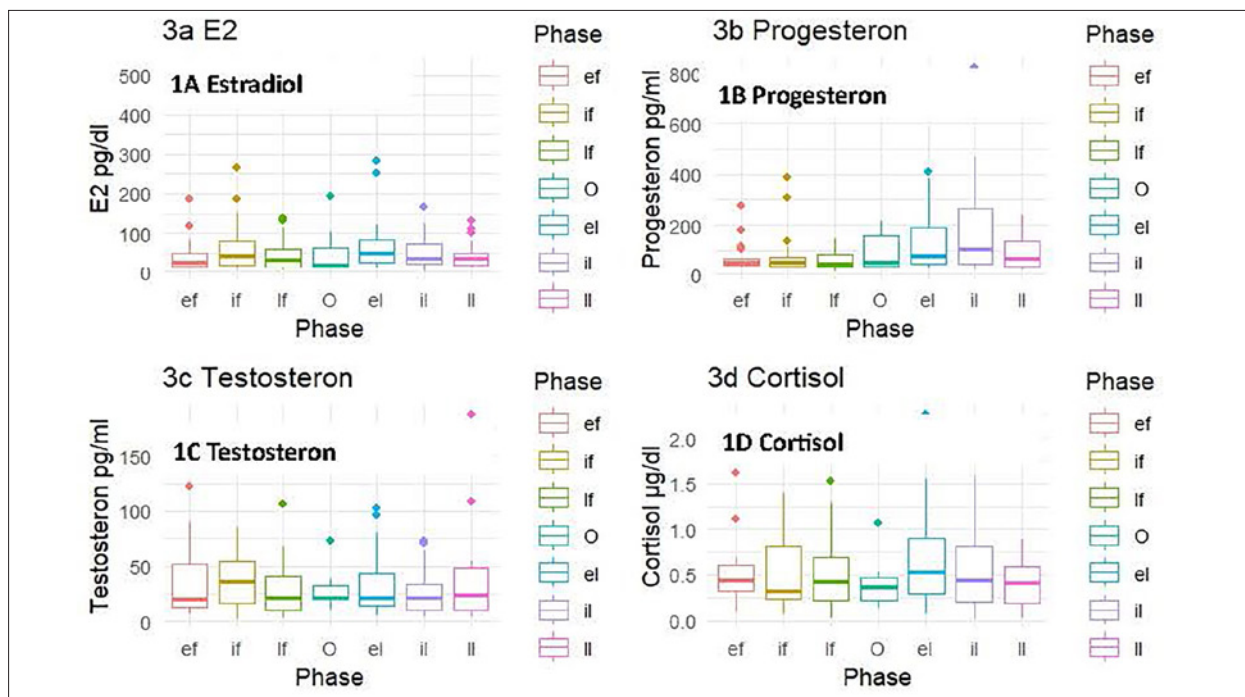 3a E2
1A Estradiol
E2 pg/dl
500
400
300
200
100
0
ef if lf O el il ll
Phase
Phase
ef
if
lf
O
el
il
ll
3b Progesteron
1B Progesteron
Progesteron pg/ml
800
600
400
200
0
ef if lf O el il ll
Phase
Phase
ef
if
lf
O
el
il
ll
3c Testosteron
1C Testosteron
Testosteron pg/ml
150
100
50
0
ef if lf O el il ll
Phase
Phase
ef
if
lf
O
el
il
ll
3d Cortisol
1D Cortisol
Cortisol µg/dl
2.0
1.5
1.0
0.5
0.0
ef if lf O el il ll
Phase
Phase
ef
if
lf
O
el
il
ll